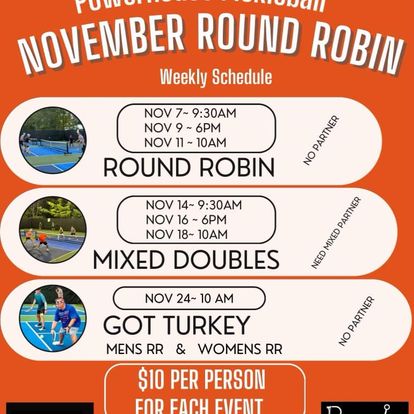 NOVEMBER ROUND ROBIN
Weekly Schedule
NOV 7~ 9:30AM
NOV 9 ~ 6PM
NOV 11 ~ 10AM
NO PARTNER
ROUND ROBIN
NOV 14~ 9:30AM
NOV 16 ~ 6PM
NOV 18~ 10AM
NEED MIXED PARTNER
MIXED DOUBLES
NOV 24~ 10 AM
NO PARTNER
GOT TURKEY
MENS RR & WOMENS RR
$10 PER PERSON
FOR EACH EVENT